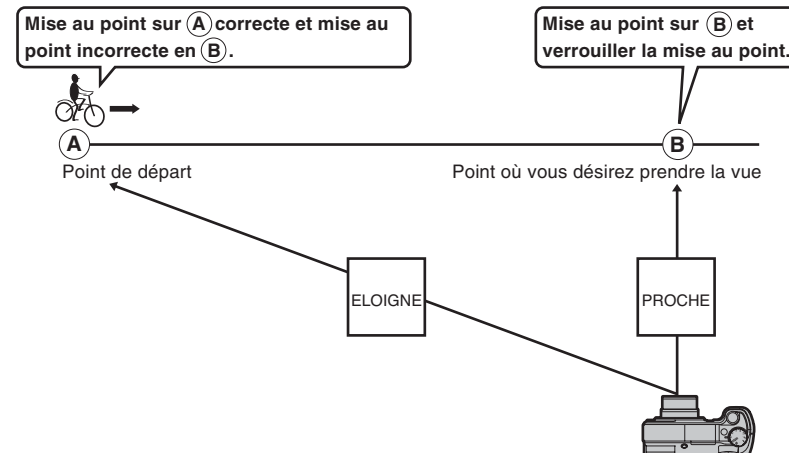 Mise au point sur Ⓐ correcte et mise au
point incorrecte en Ⓑ.
Mise au point sur Ⓑ et
verrouiller la mise au point.
A
B
Point de départ
Point où vous désirez prendre la vue
ELOIGNE
PROCHE